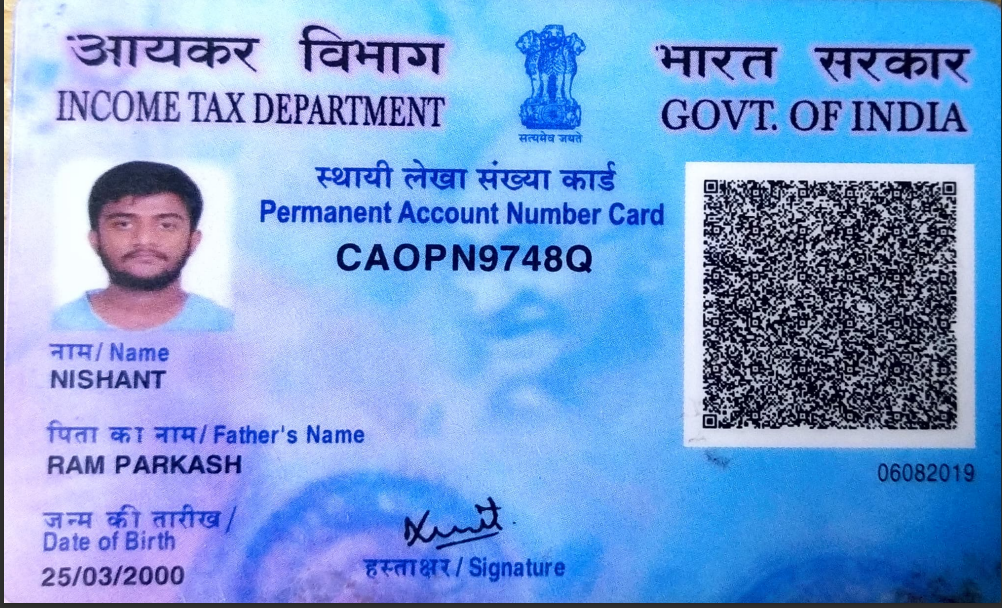 आयकर विभाग
INCOME TAX DEPARTMENT
सत्यमेव जयते
भारत सरकार
GOVT. OF INDIA
स्थायी लेखा संख्या कार्ड
Permanent Account Number Card
CAOPN9748Q
नाम/ Name
NISHANT
पिता का नाम/ Father's Name
RAM PARKASH
06082019
जन्म की तारीख/
Date of Birth
25/03/2000
हस्ताक्षर / Signature